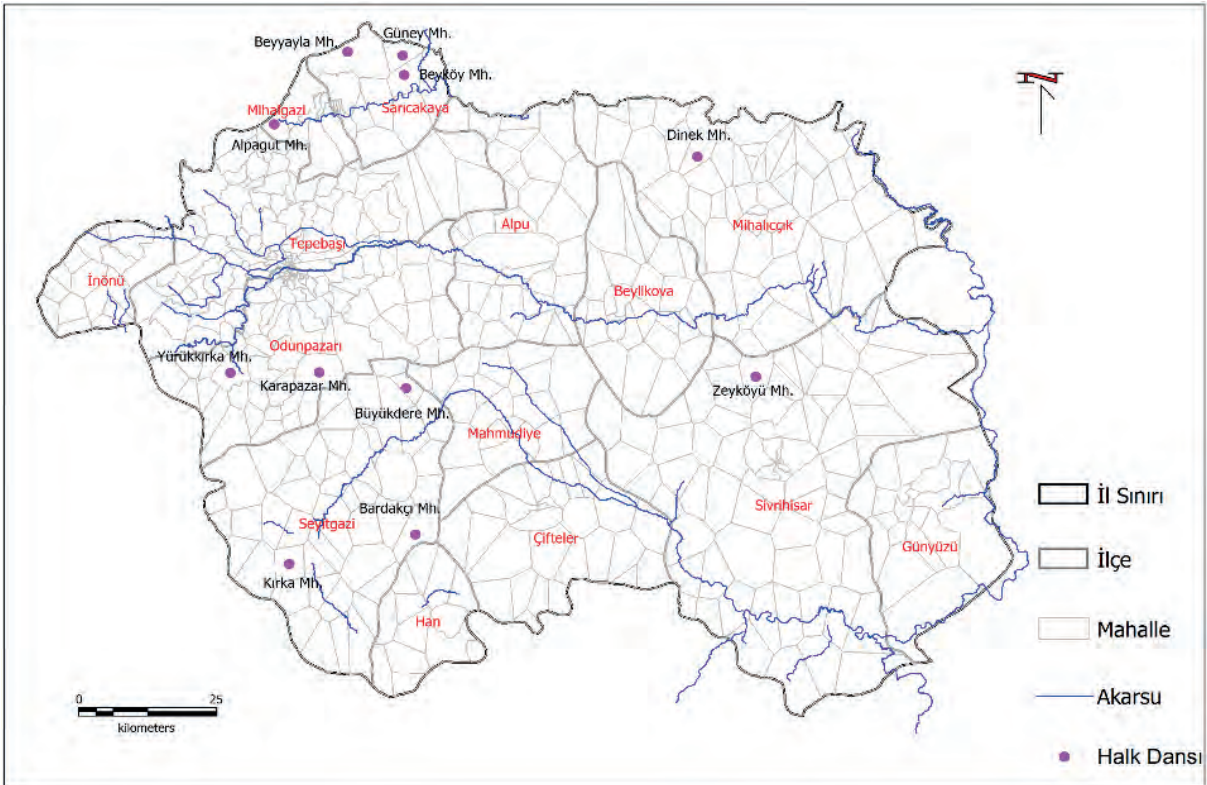 Güney Mh.
Beyyayla Mh.
Beyköy Mh.
Mihalgazi
Sarıcakaya
Alpagut Mh.
Dinek Mh.
Alpu
Mihalıççık
Tepebaşı
İnönü
Beylikova
Odunpazarı
Yürükkırka Mh.
Karapazar Mh.
Büyükdere Mh.
Zeyköyü Mh.
Mahmudiye
Bardakçı Mh.
Seyitgazi
Çifteler
Sivrihisar
Günyüzü
Kırka Mh.
Han
N
0 25
kilometers
İl Sınırı
İlçe
Mahalle
Akarsu
Halk Dansı